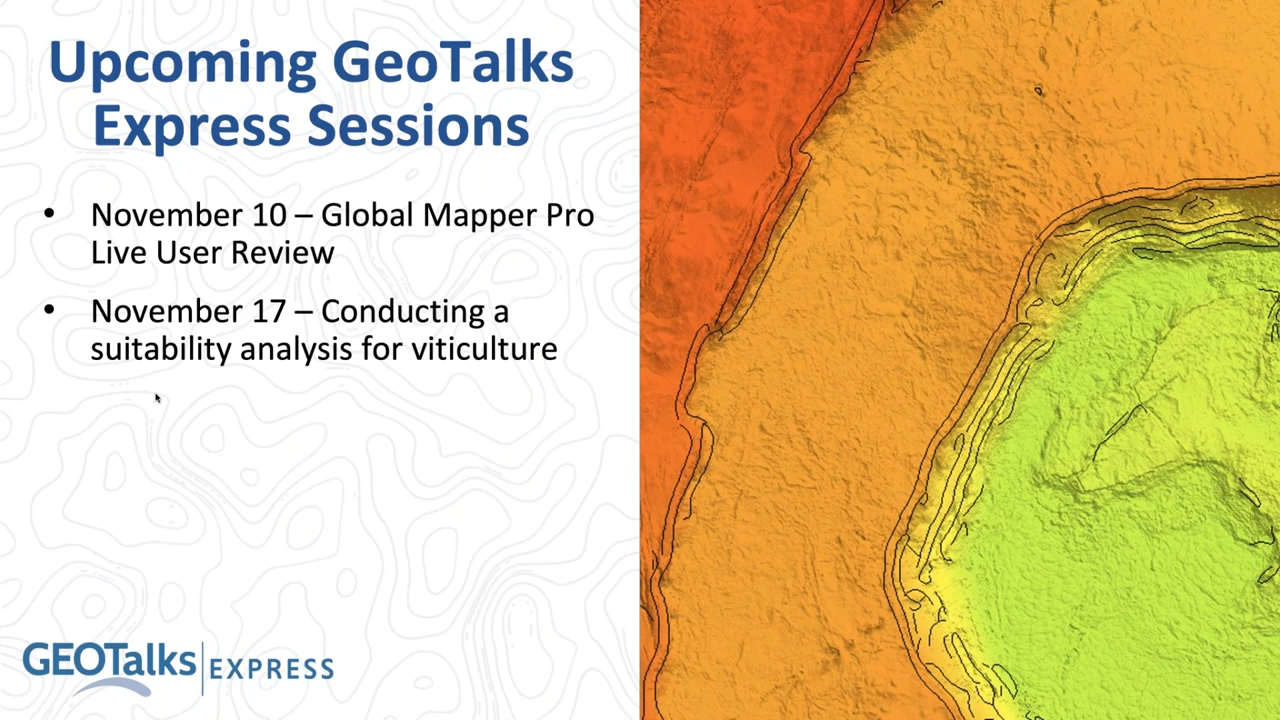 Upcoming GeoTalks
Express Sessions
• November 10 – Global Mapper Pro
Live User Review
• November 17 – Conducting a
suitability analysis for viticulture
GEOTalks EXPRESS